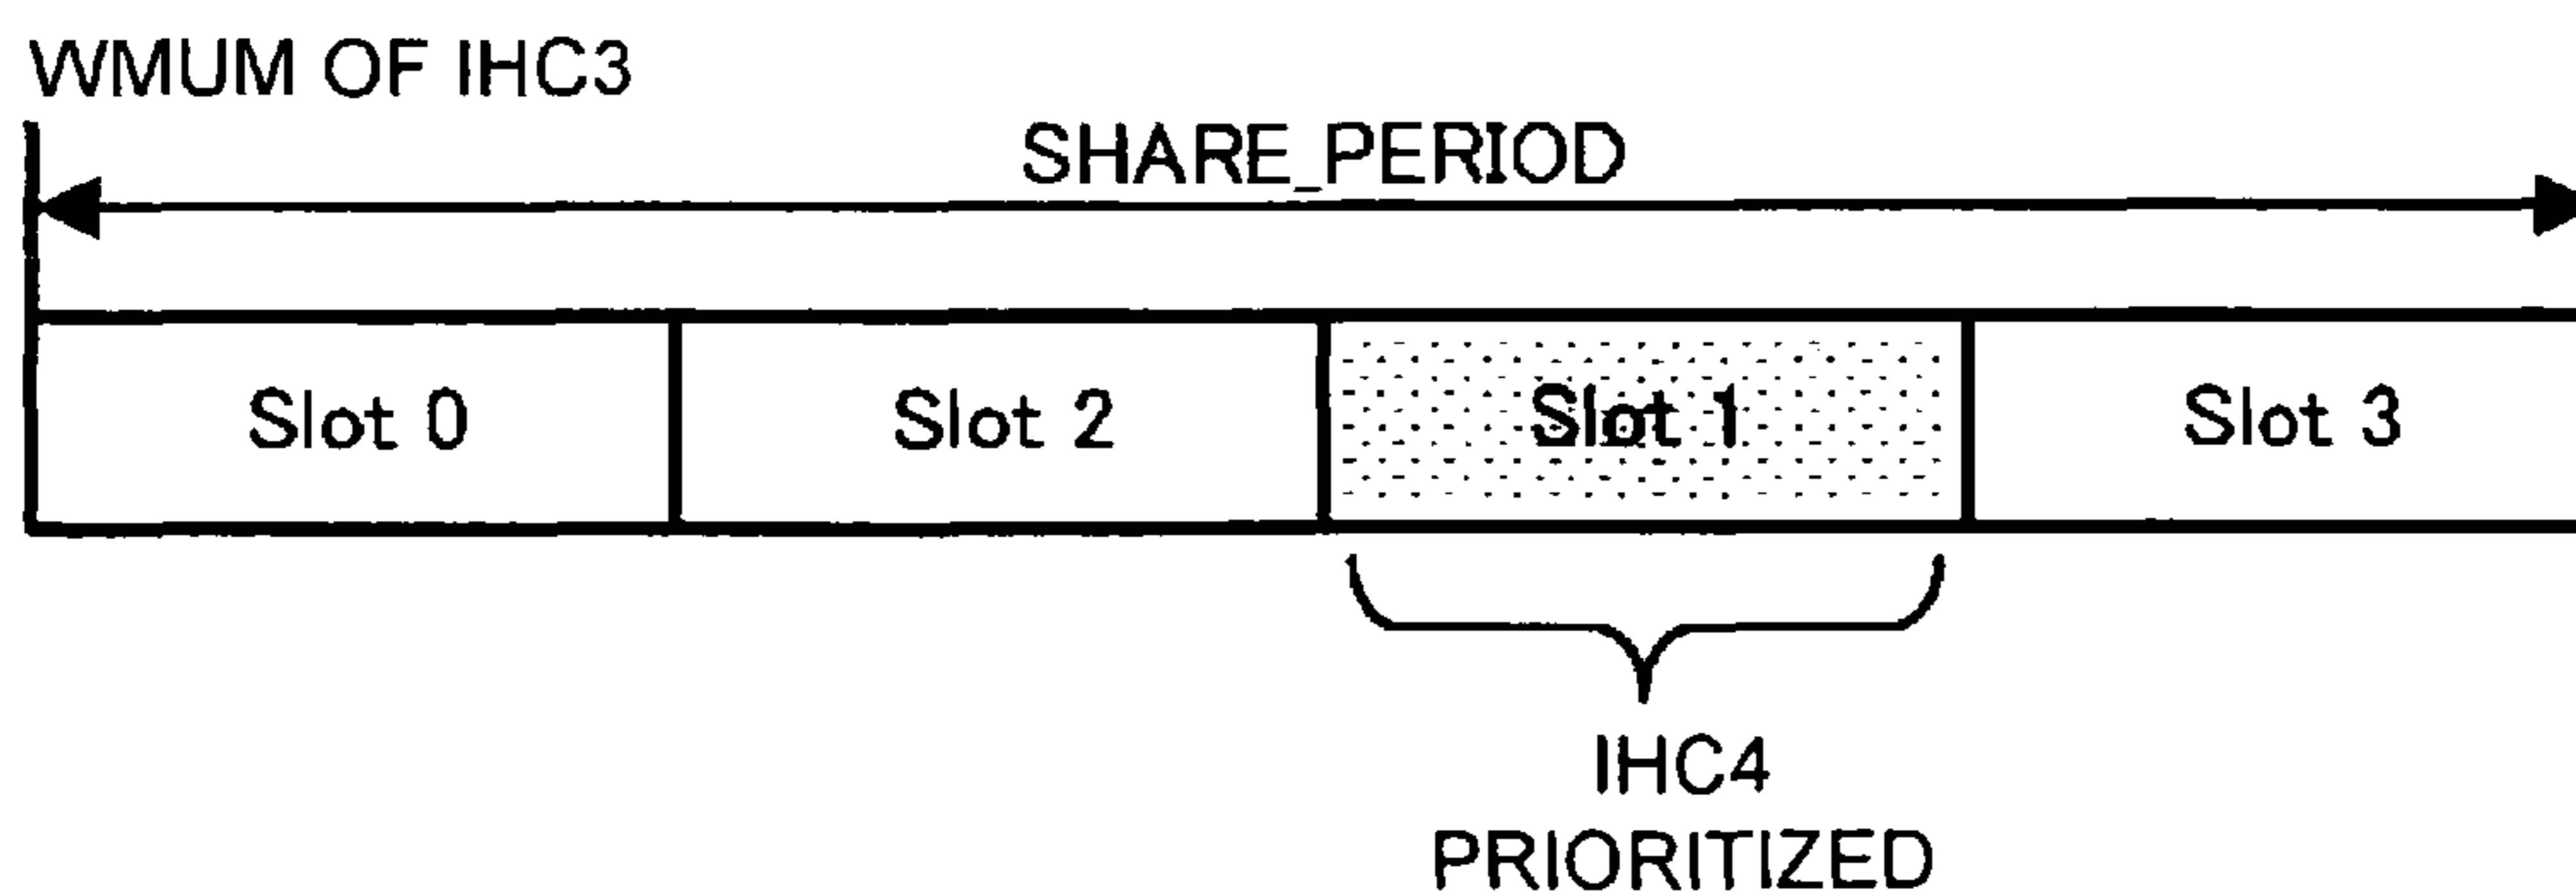 WMUM OF IHC3
SHARE_PERIOD
Slot 0 Slot 2 Slot 1 Slot 3
IHC4
PRIORITIZED